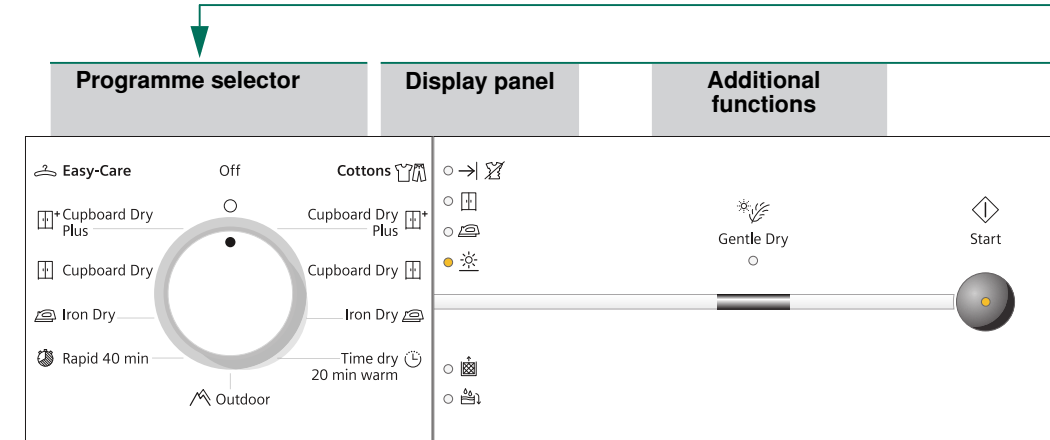 Programme selector
Display panel
Additional
functions
Easy-Care
Off
Cottons
Cupboard Dry
Plus
Cupboard Dry
Plus
Cupboard Dry
Cupboard Dry
Iron Dry
Iron Dry
Rapid 40 min
Time dry
20 min warm
Outdoor
Gentle Dry
Start